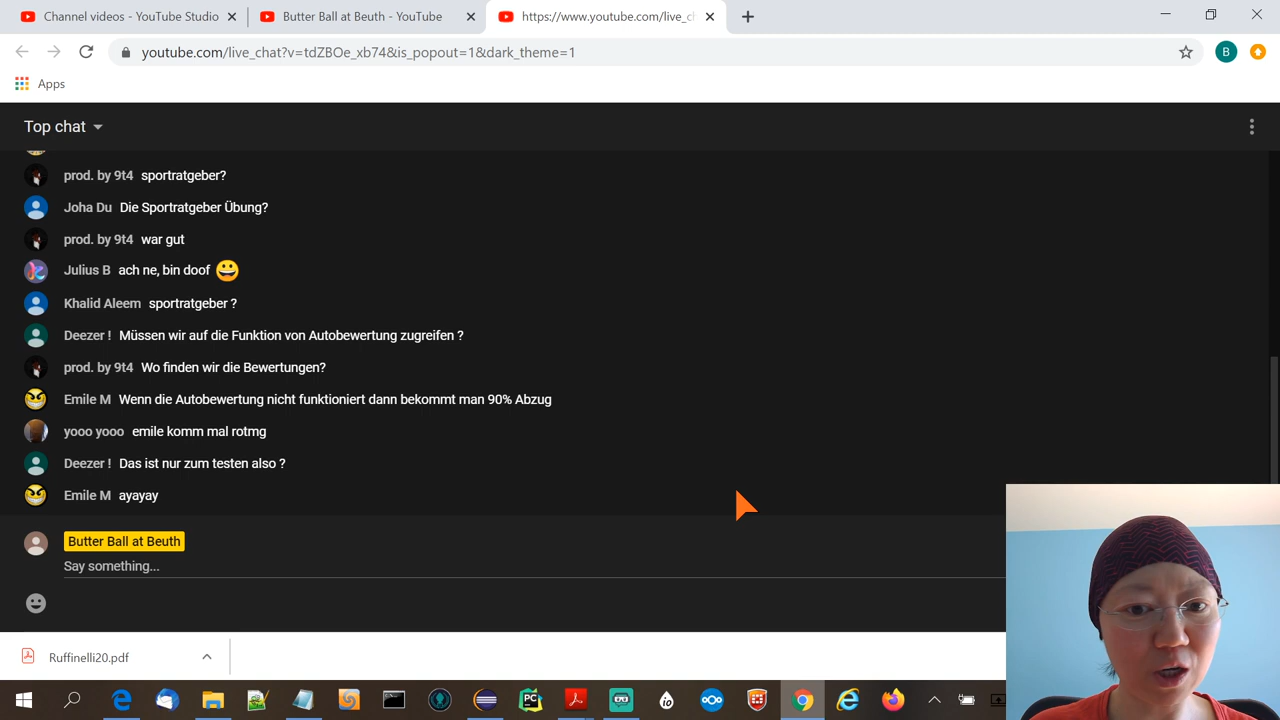 Channel videos - YouTube Studio
Butter Ball at Beuth - YouTube
https://www.youtube.com/live_c
youtube.com/live_chat?v=tdZBOe_xb74&is_popout=1&dark_theme=1
B
Apps
Top chat
prod. by 9t4 sportratgeber?
Joha Du Die Sportratgeber Übung?
prod. by 9t4 war gut
Julius B ach ne, bin doof
Khalid Aleem sportratgeber ?
Deezer ! Müssen wir auf die Funktion von Autobewertung zugreifen ?
prod. by 9t4 Wo finden wir die Bewertungen?
Emile M Wenn die Autobewertung nicht funktioniert dann bekommt man 90% Abzug
yooo yooo emile komm mal rotmg
Deezer ! Das ist nur zum testen also ?
Emile M ayayay
Butter Ball at Beuth
Say something...
Ruffinelli20.pdf
PC
io